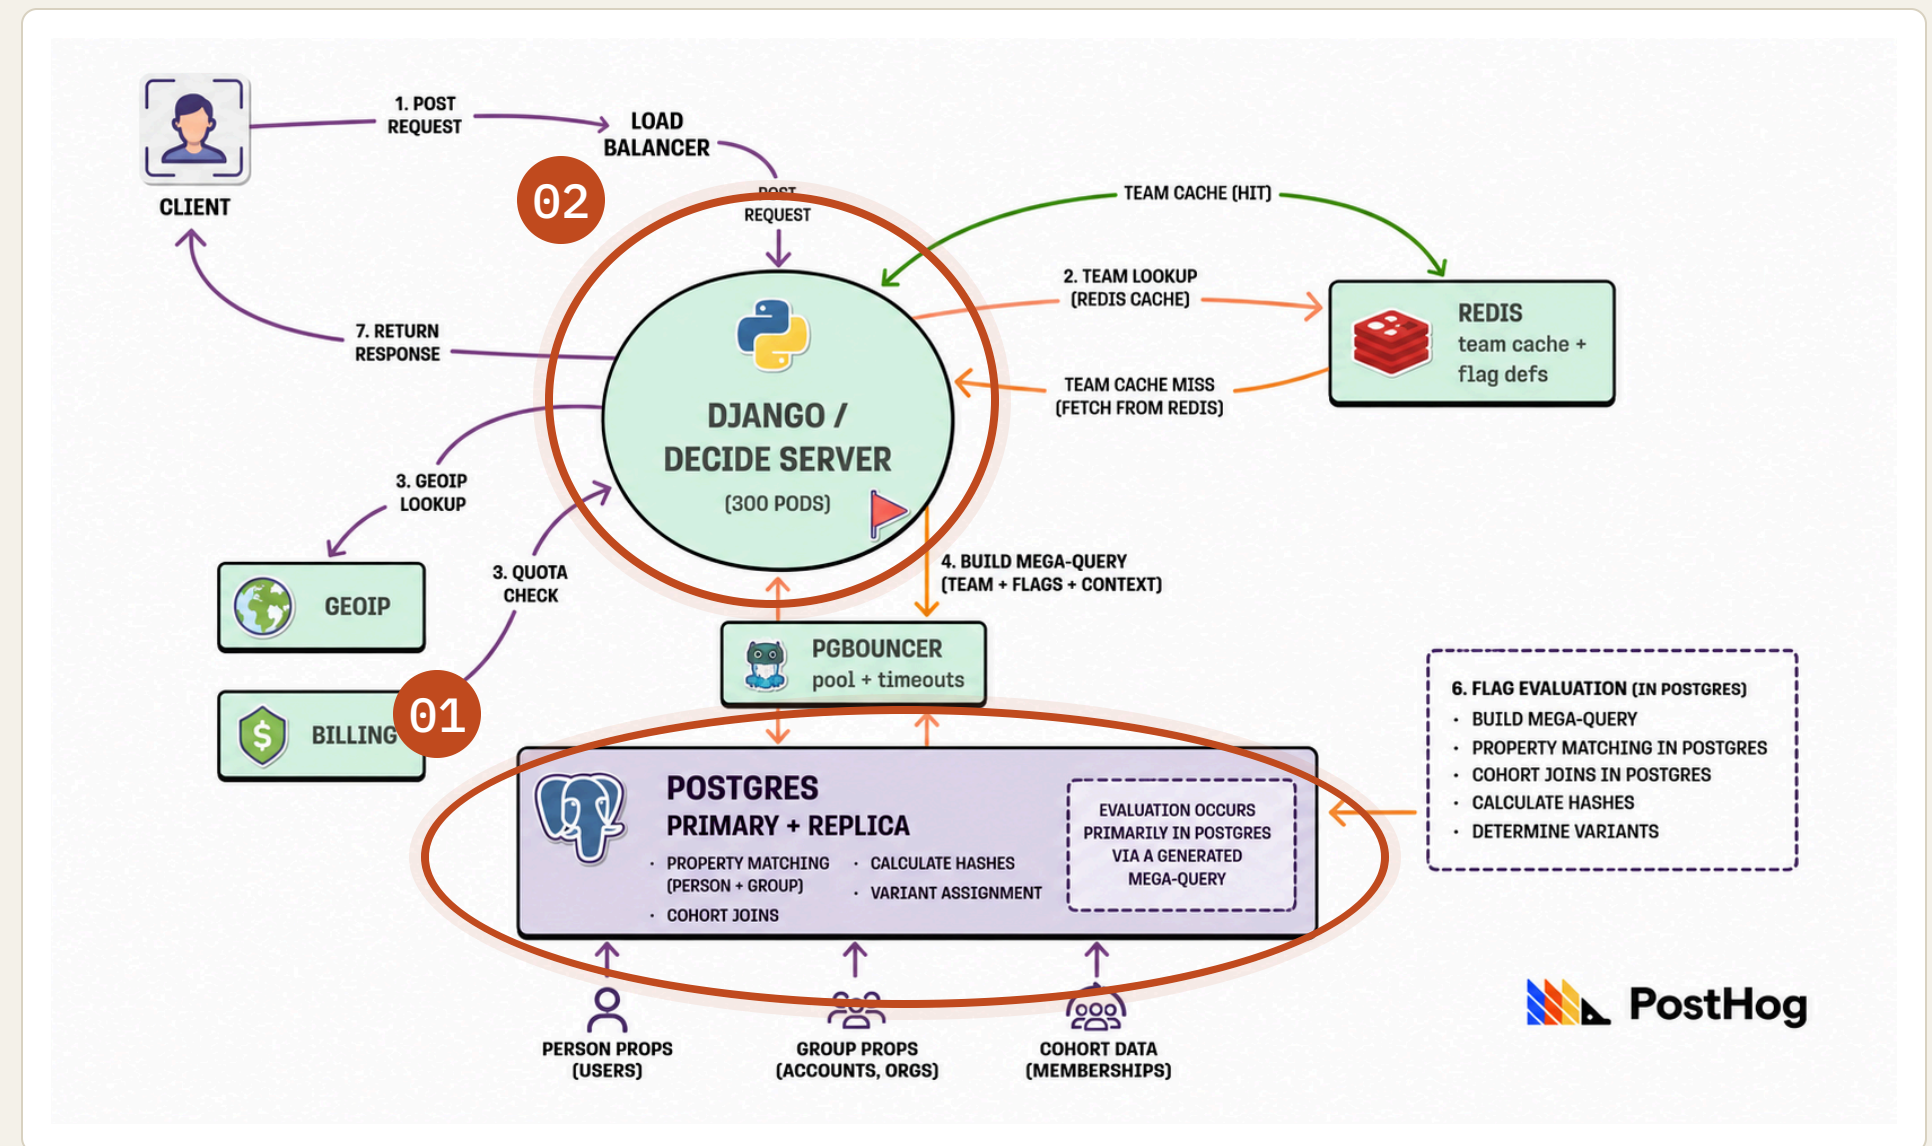 1. POST
REQUEST
LOAD
BALANCER
CLIENT
02
POST
REQUEST
TEAM CACHE (HIT)
2. TEAM LOOKUP
(REDIS CACHE)
REDIS
team cache +
flag defs
7. RETURN
RESPONSE
TEAM CACHE MISS
(FETCH FROM REDIS)
DJANGO /
DECIDE SERVER
(300 PODS)
3. GEOIP
LOOKUP
3. QUOTA
CHECK
4. BUILD MEGA-QUERY
(TEAM + FLAGS + CONTEXT)
GEOIP
PGBOUNCER
pool + timeouts
BILLING
01
6. FLAG EVALUATION (IN POSTGRES)
· BUILD MEGA-QUERY
· PROPERTY MATCHING IN POSTGRES
· COHORT JOINS IN POSTGRES
· CALCULATE HASHES
· DETERMINE VARIANTS
POSTGRES
PRIMARY + REPLICA
· PROPERTY MATCHING
(PERSON + GROUP)
· COHORT JOINS
· CALCULATE HASHES
· VARIANT ASSIGNMENT
EVALUATION OCCURS
PRIMARILY IN POSTGRES
VIA A GENERATED
MEGA-QUERY
PERSON PROPS
(USERS)
GROUP PROPS
(ACCOUNTS, ORGS)
COHORT DATA
(MEMBERSHIPS)
PostHog